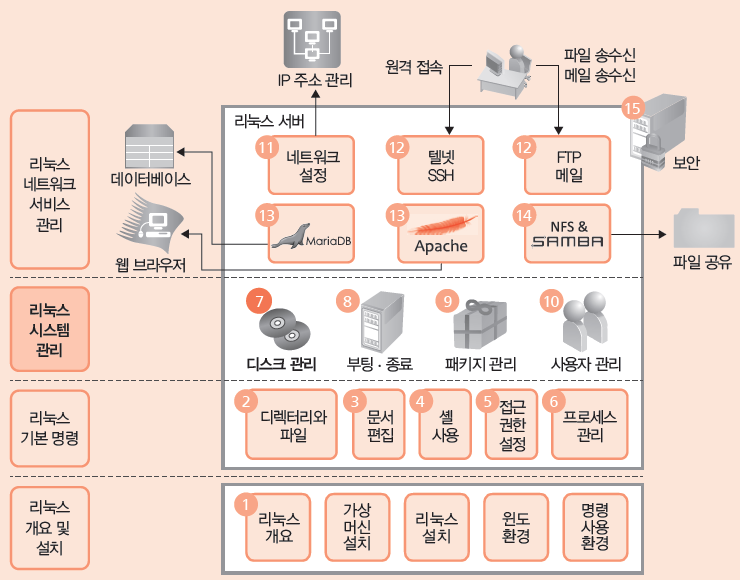 IP 주소 관리
원격 접속
파일 송수신
메일 송수신
리눅스
네트워크
서비스
관리
데이터베이스
웹 브라우저
리눅스 서버
11
네트워크
설정
12
텔넷
SSH
12
FTP
메일
15
보안
13
MariaDB
13
Apache
14
NFS &
SAMBA
파일 공유
리눅스
시스템
관리
7
디스크 관리
8
부팅 · 종료
9
패키지 관리
10
사용자 관리
리눅스
기본 명령
2
디렉터리와
파일
3
문서
편집
4
셸
사용
5
접근
권한
설정
6
프로세스
관리
리눅스
개요 및
설치
1
리눅스
개요
가상
머신
설치
리눅스
설치
윈도
환경
명령
사용
환경